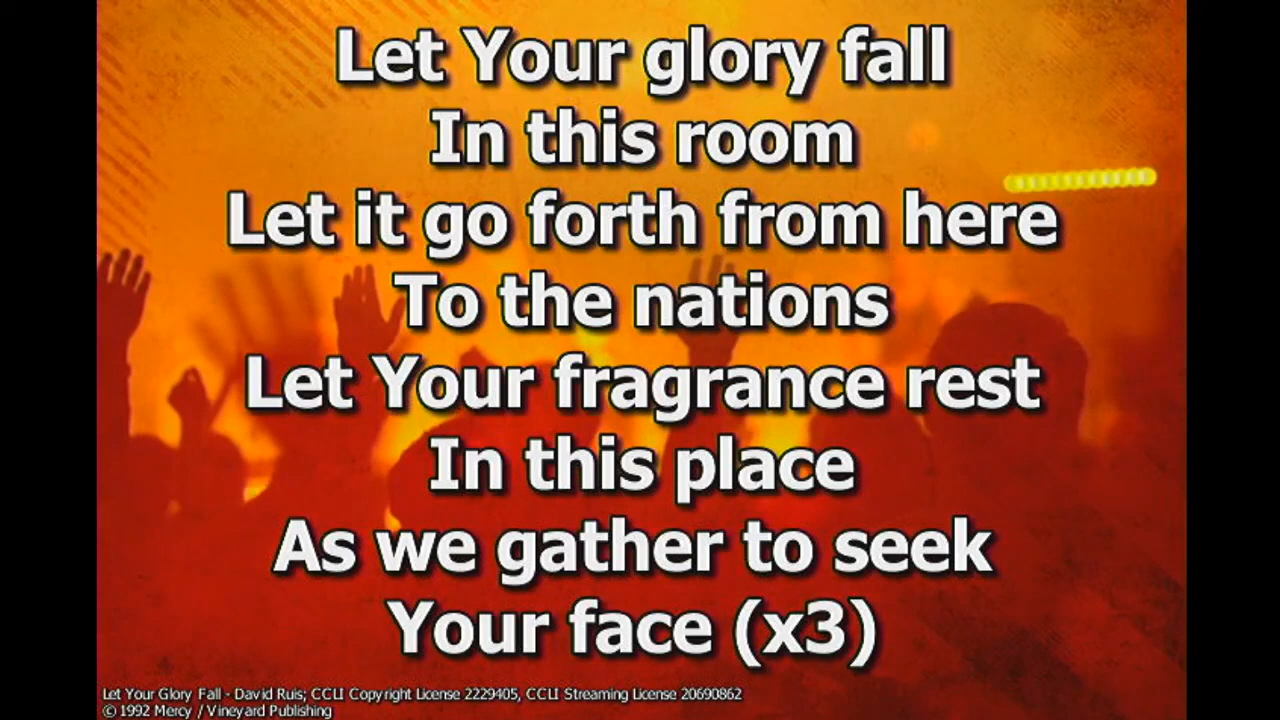 Let Your glory fall
In this room
Let it go forth from here
To the nations
Let Your fragrance rest
In this place
As we gather to seek
Your face (x3)
Let Your Glory Fall - David Ruis; CCLI Copyright License 2229405, CCLI Streaming License 20690862
© 1992 Mercy / Vineyard Publishing